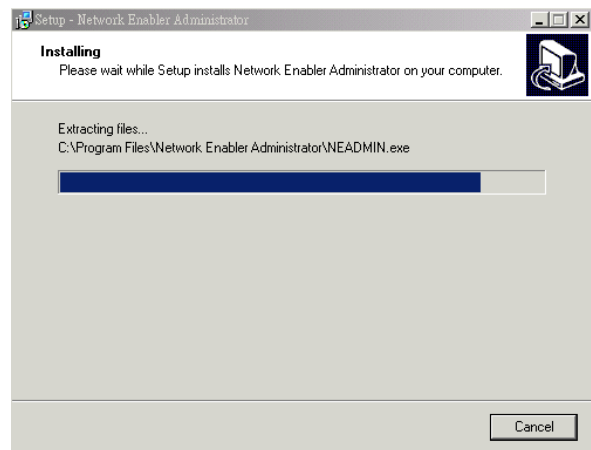 Setup - Network Enabler Administrator
Installing
Please wait while Setup installs Network Enabler Administrator on your computer.
Extracting files...
C:\Program Files\Network Enabler Administrator\NEADMIN.exe
Cancel